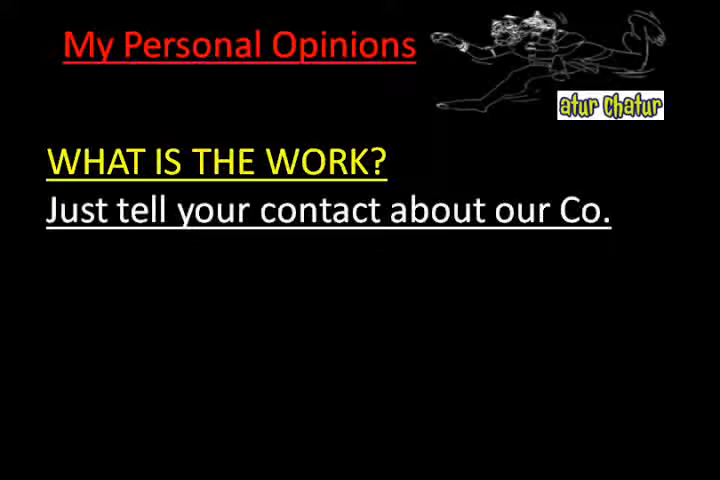 My Personal Opinions
atur Chatur
WHAT IS THE WORK?
Just tell your contact about our Co.